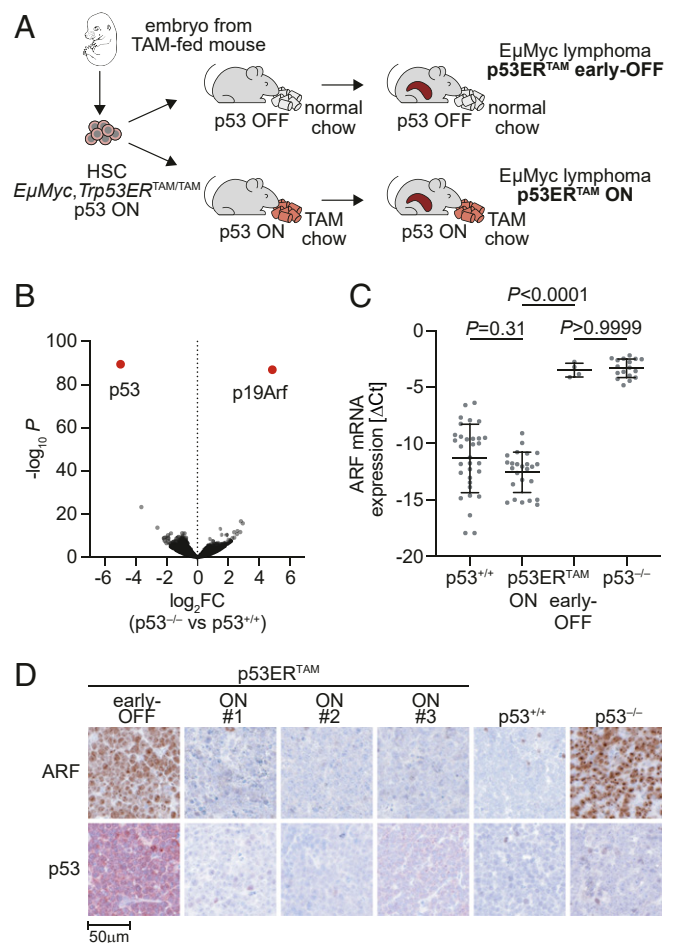 A
embryo from
TAM-fed mouse
HSC
EµMyc,Trp53ER^TAM/TAM
p53 ON
p53 OFF
normal
chow
p53 OFF
normal
chow
EµMyc lymphoma
p53ER^TAM early-OFF
p53 ON
TAM
chow
p53 ON
TAM
chow
EµMyc lymphoma
p53ER^TAM ON
B
-log₁₀ P
100
80
60
40
20
0
p53
p19Arf
-6 -4 -2 0 2 4 6
log₂FC
(p53⁻/⁻ vs p53⁺/⁺)
C
P<0.0001
P=0.31
P>0.9999
ARF mRNA
expression [ΔCt]
0
-5
-10
-15
-20
p53⁺/⁺ p53ER^TAM p53⁻/⁻
ON early-
OFF
D
p53ER^TAM
early-
OFF
ON
#1
ON
#2
ON
#3
p53⁺/⁺
p53⁻/⁻
ARF
p53
50µm